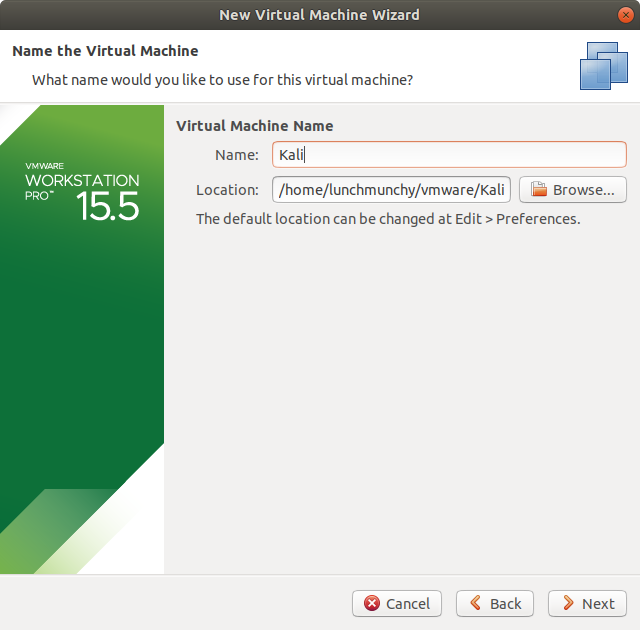 New Virtual Machine Wizard
Name the Virtual Machine
What name would you like to use for this virtual machine?
VMWARE
WORKSTATION
PRO™ 15.5
Virtual Machine Name
Name: Kali
Location: /home/lunchmunchy/vmware/Kali Browse...
The default location can be changed at Edit > Preferences.
Cancel Back Next